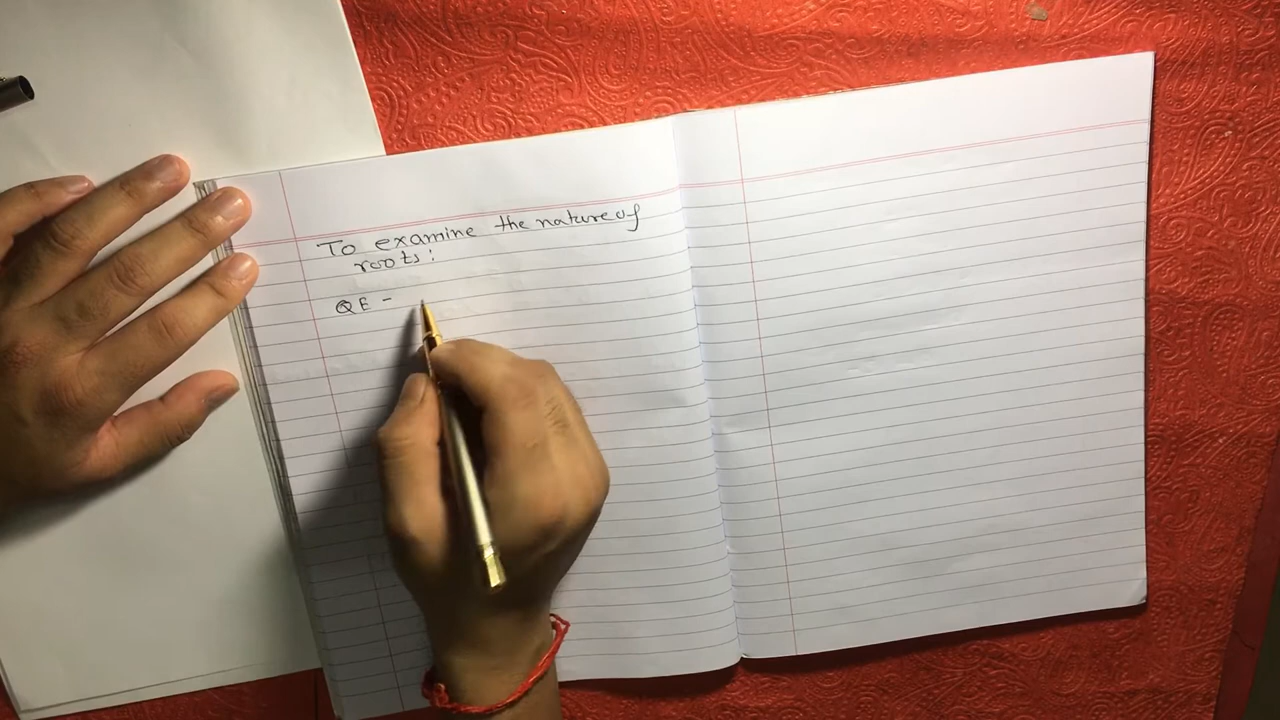 To examine the nature of
roots:
QE -